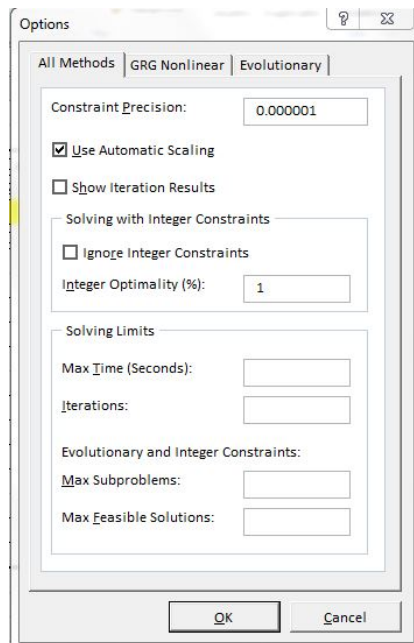 Options
All Methods GRG Nonlinear Evolutionary
Constraint Precision: 0.000001
Use Automatic Scaling
Show Iteration Results
Solving with Integer Constraints
Ignore Integer Constraints
Integer Optimality (%): 1
Solving Limits
Max Time (Seconds):
Iterations:
Evolutionary and Integer Constraints:
Max Subproblems:
Max Feasible Solutions:
OK Cancel